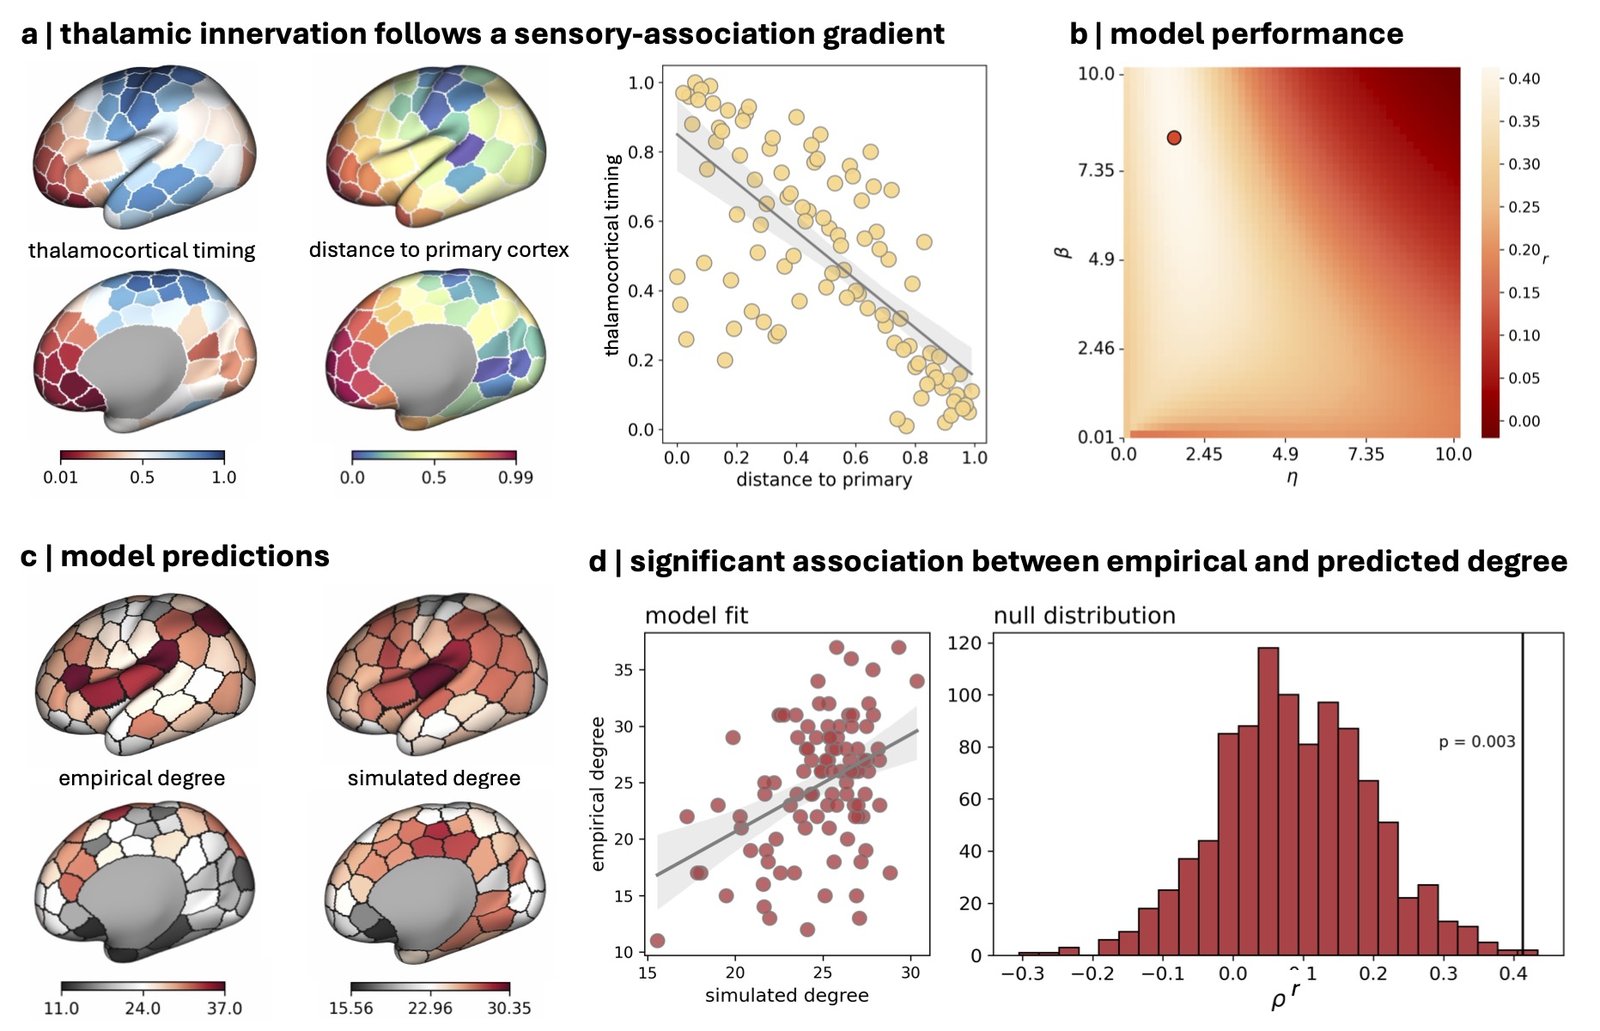 a | thalamic innervation follows a sensory-association gradient
thalamocortical timing
distance to primary cortex
0.01 0.5 1.0
0.0 0.5 0.99
thalamocortical timing
1.0
0.8
0.6
0.4
0.2
0.0
0.0 0.2 0.4 0.6 0.8 1.0
distance to primary
b | model performance
β
10.0
7.35
4.9
2.46
0.01
0.0 2.45 4.9 7.35 10.0
η
0.40
0.35
0.30
0.25
0.20
0.15
0.10
0.05
0.00
r
c | model predictions
empirical degree
simulated degree
11.0 24.0 37.0
15.56 22.96 30.35
d | significant association between empirical and predicted degree
model fit
empirical degree
35
30
25
20
15
10
15 20 25 30
simulated degree
null distribution
120
100
80
60
40
20
0
p = 0.003
−0.3 −0.2 −0.1 0.0 1 0.2 0.3 0.4
ρ r